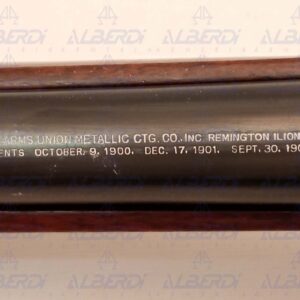 ARMS UNION METALLIC CTG. CO., INC REMINGTON ILION
ENTS OCTOBER. 9, 1900. DEC. 17, 1901. SEPT. 30, 190
ALBERDI